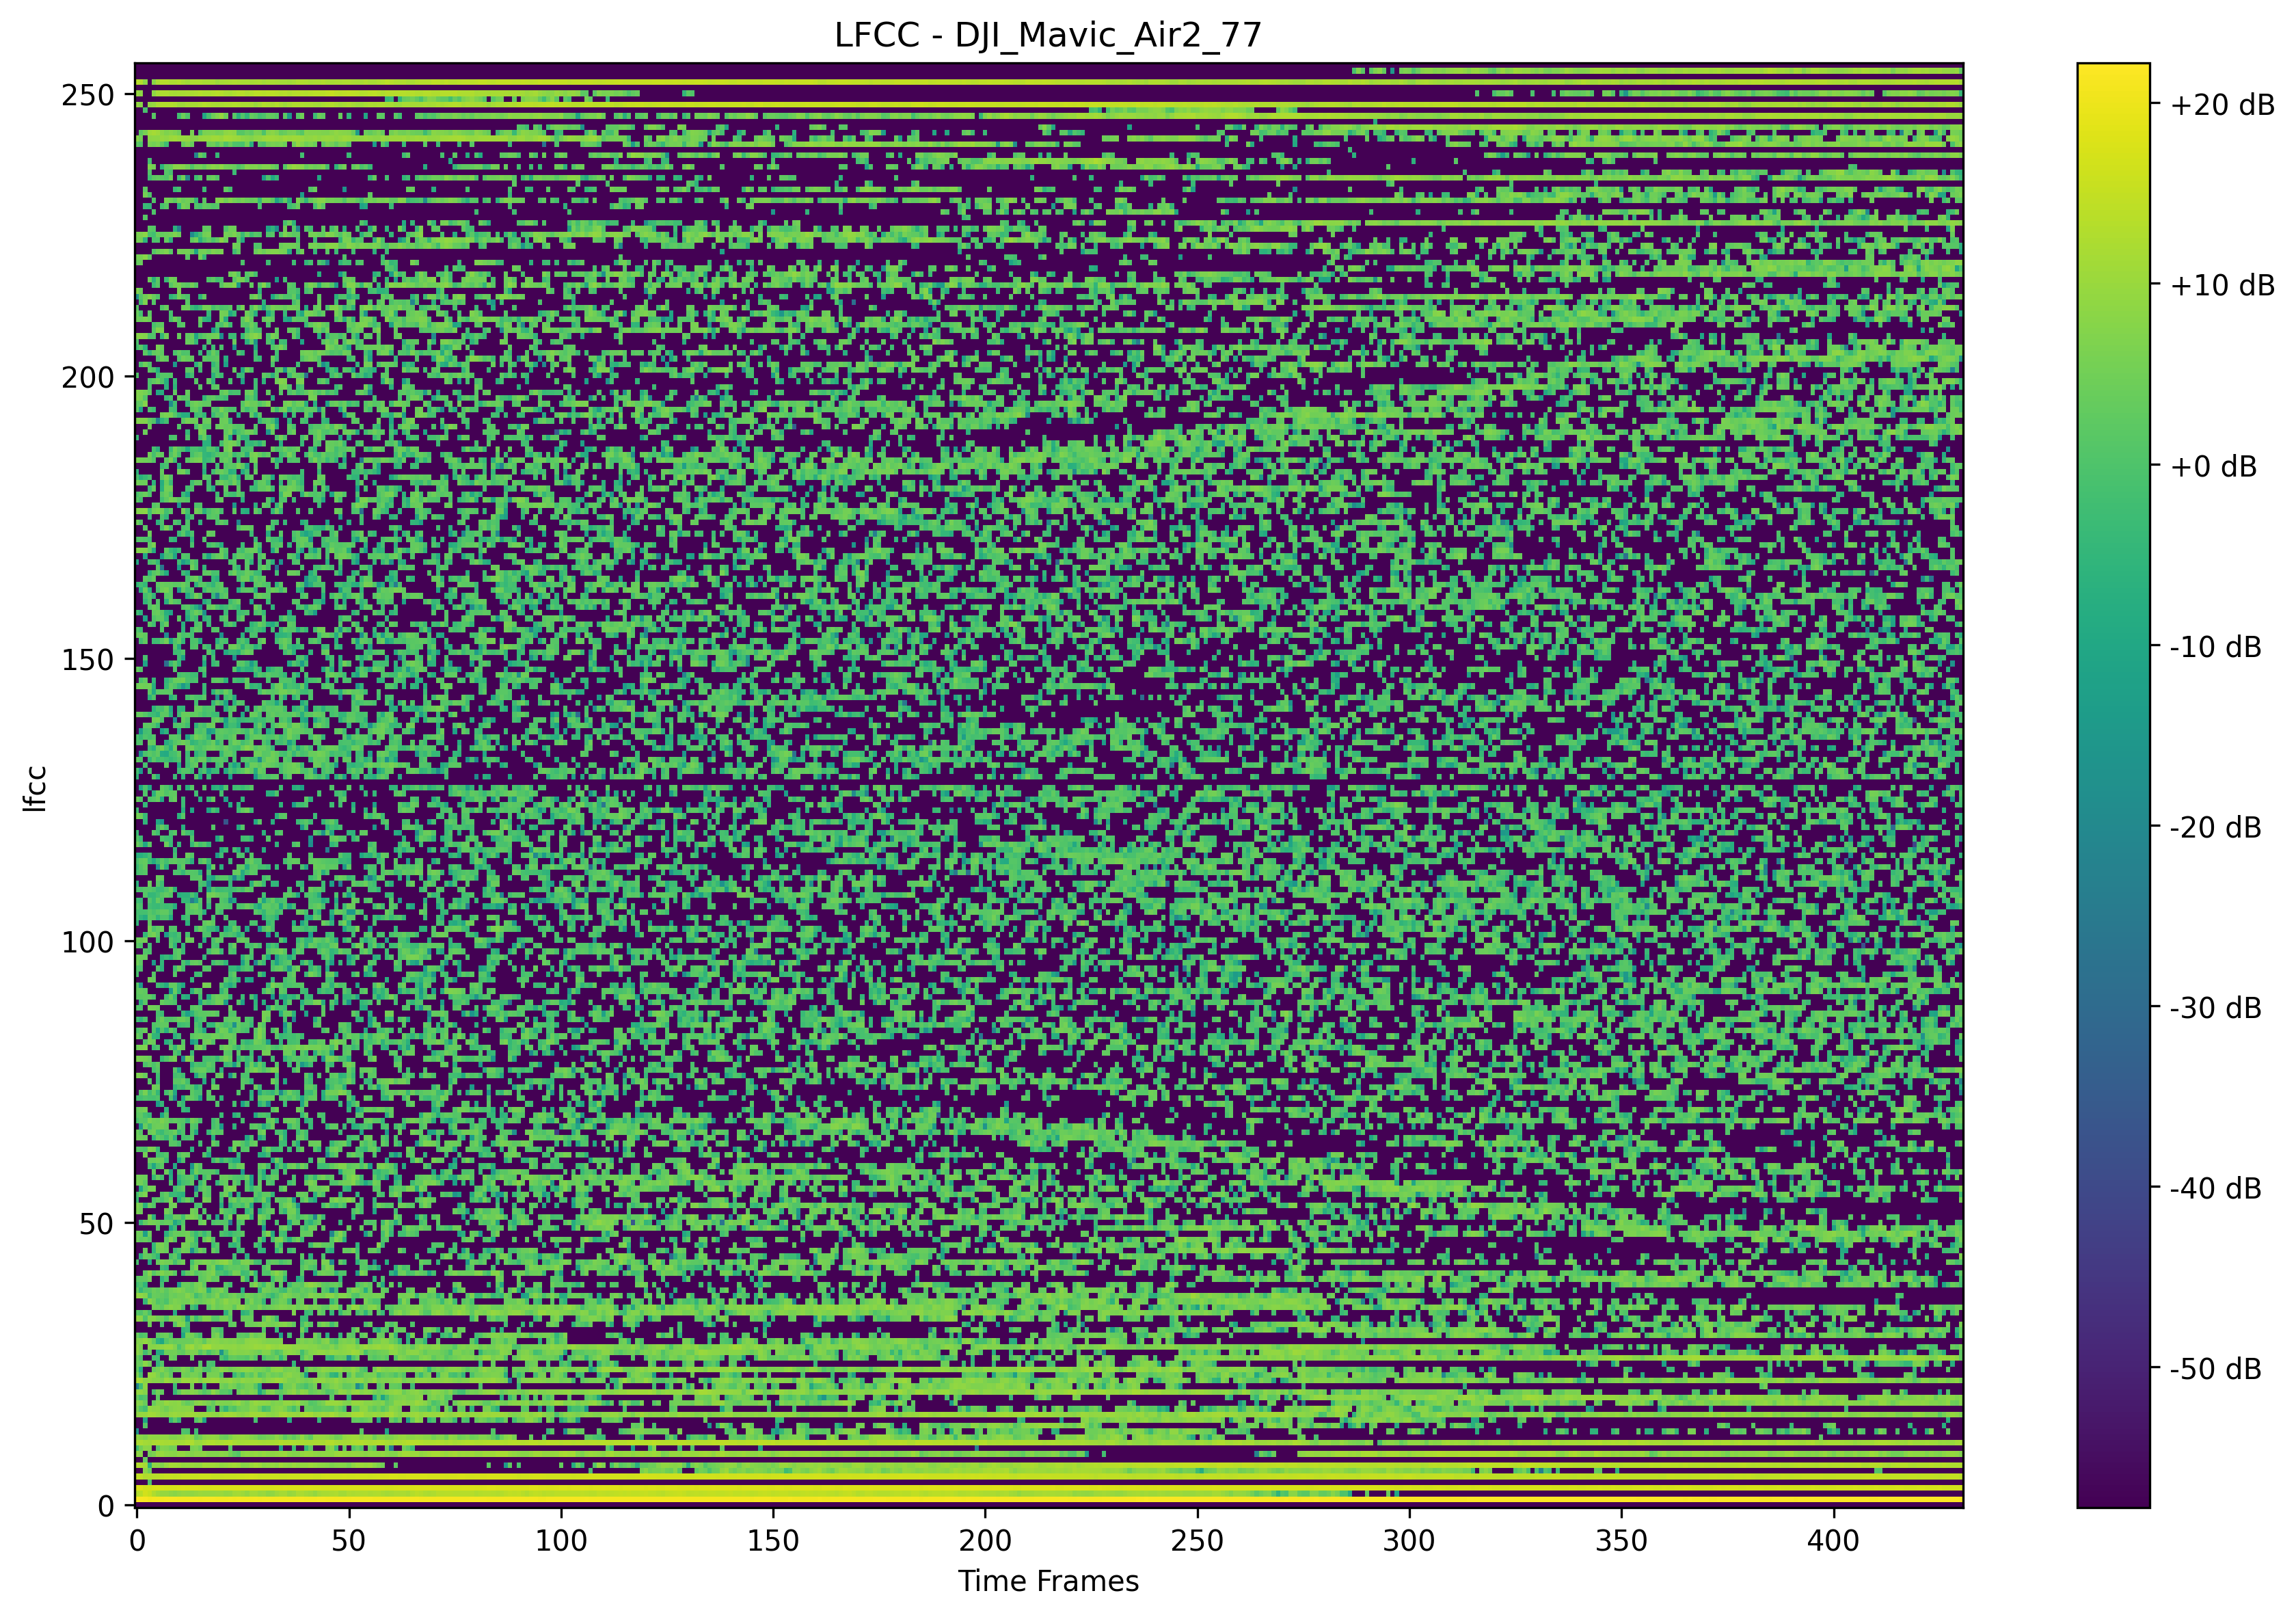 LFCC - DJI_Mavic_Air2_77
250
200
150
100
50
0
lfcc
0 50 100 150 200 250 300 350 400
Time Frames
+20 dB
+10 dB
+0 dB
-10 dB
-20 dB
-30 dB
-40 dB
-50 dB